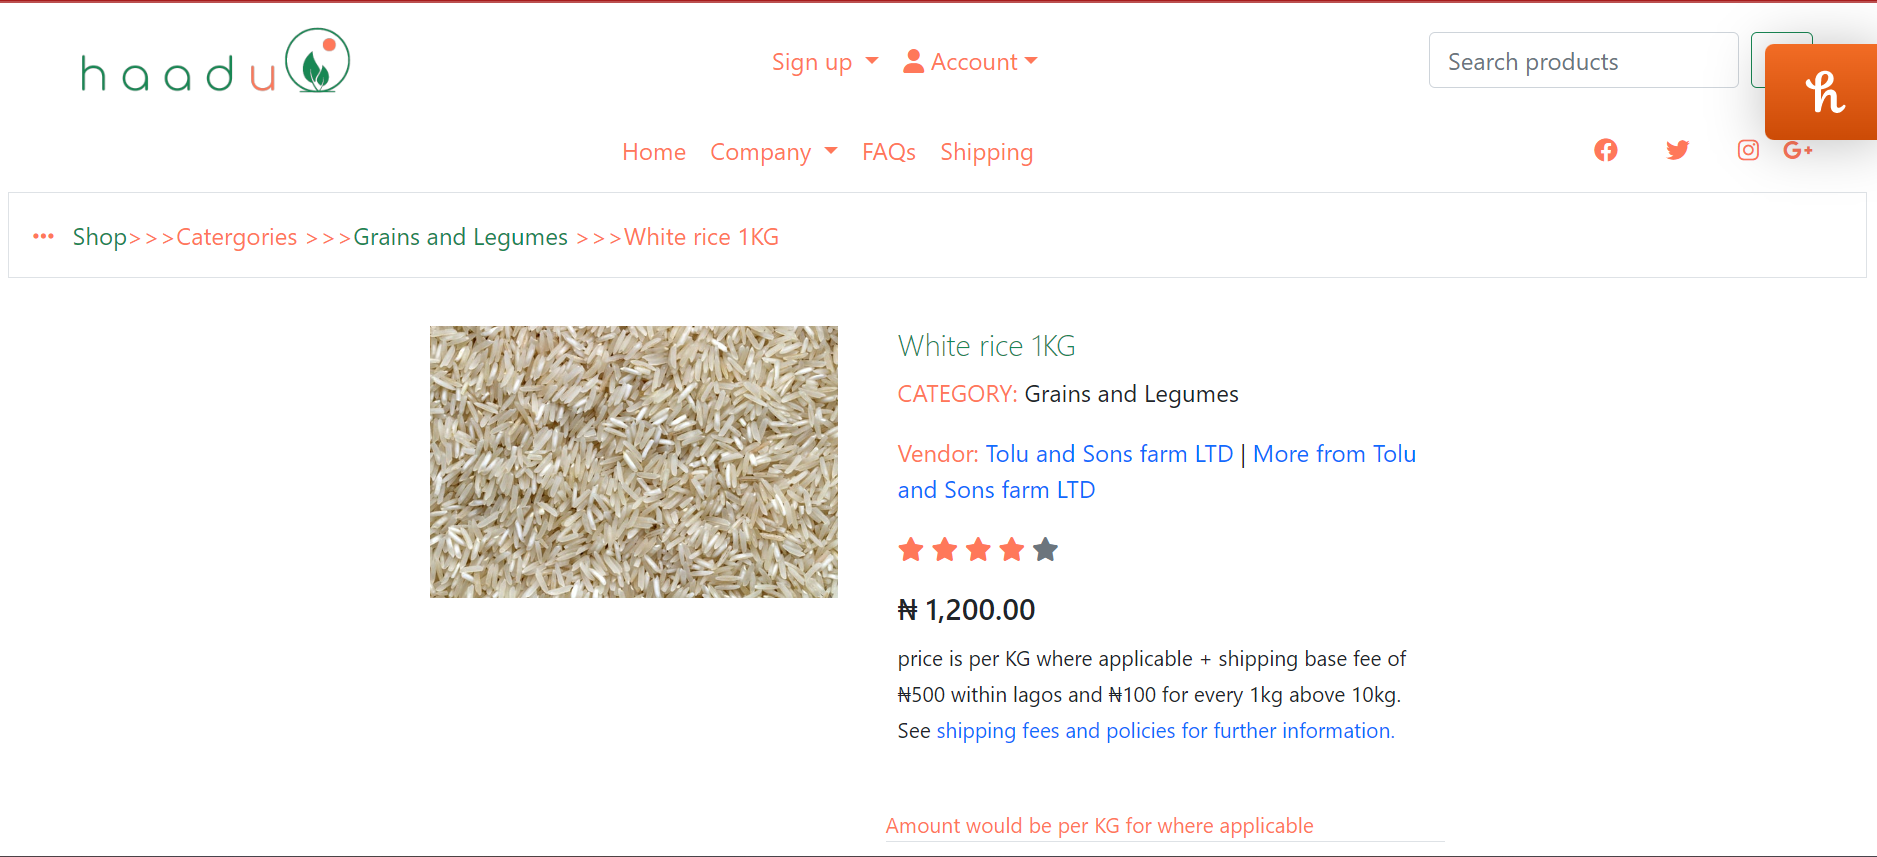 haadu
Sign up
Account
Search products
Home
Company
FAQs
Shipping
G+
h
Shop>>>Catergories >>>Grains and Legumes >>>White rice 1KG
White rice 1KG
CATEGORY: Grains and Legumes
Vendor: Tolu and Sons farm LTD | More from Tolu
and Sons farm LTD
₦ 1,200.00
price is per KG where applicable + shipping base fee of
₦500 within lagos and ₦100 for every 1kg above 10kg.
See shipping fees and policies for further information.
Amount would be per KG for where applicable